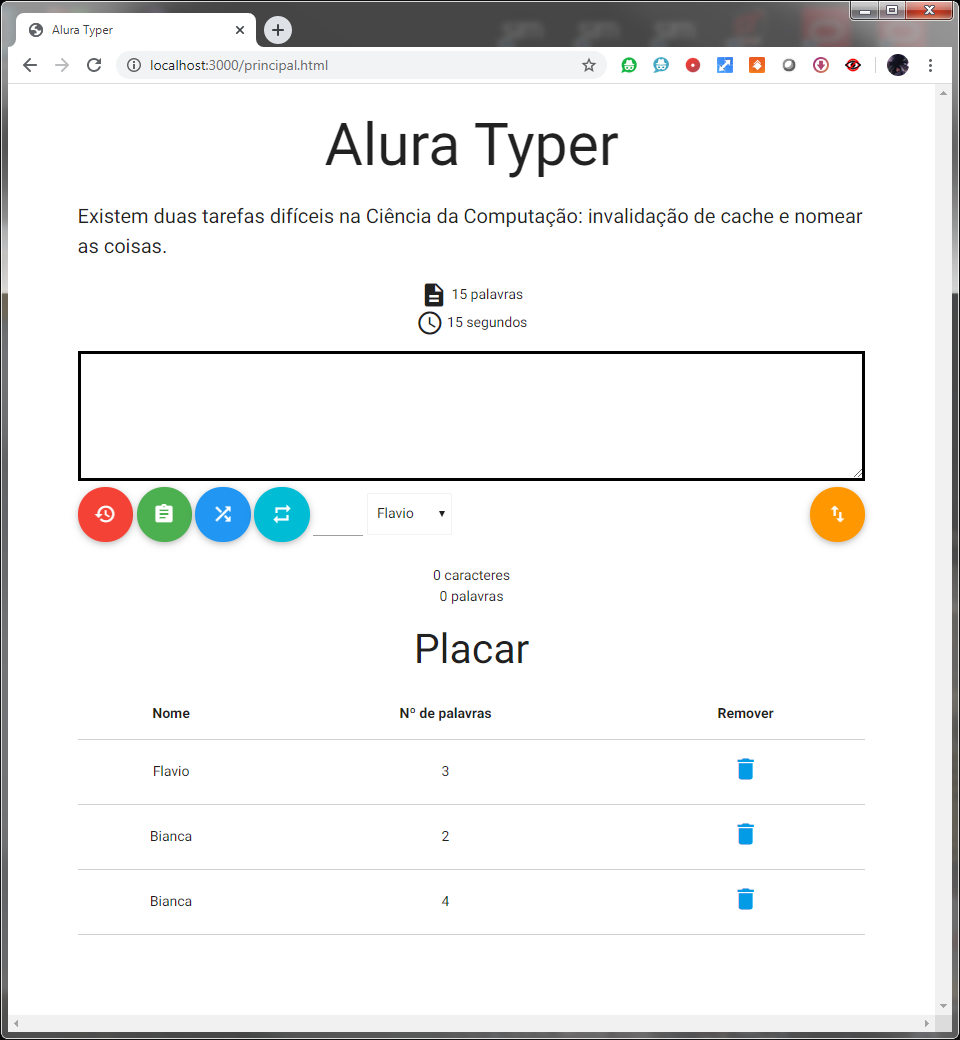 Alura Typer
localhost:3000/principal.html
Alura Typer
Existem duas tarefas difíceis na Ciência da Computação: invalidação de cache e nomear
as coisas.
15 palavras
15 segundos
Flavio
0 caracteres
0 palavras
Placar
Nome Nº de palavras Remover
Flavio 3
Bianca 2
Bianca 4